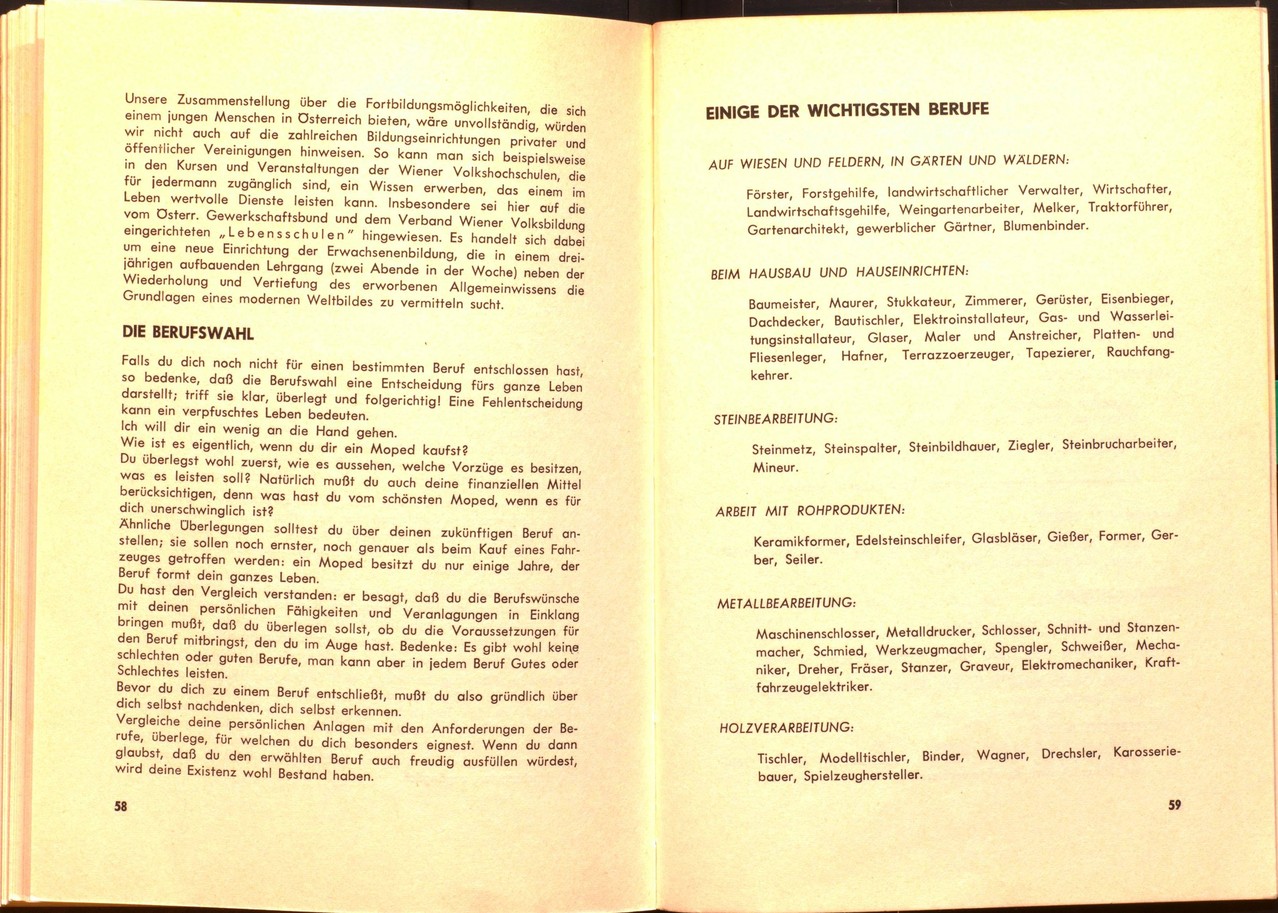 Unsere Zusammenstellung über die Fortbildungsmöglichkeiten, die sich
einem jungen Menschen in Österreich bieten, wäre unvollständig, würden
wir nicht auch auf die zahlreichen Bildungseinrichtungen privater und
öffentlicher Vereinigungen hinweisen. So kann man sich beispielsweise
in den Kursen und Veranstaltungen der Wiener Volkshochschulen, die
für jedermann zugänglich sind, ein Wissen erwerben, das einem im
Leben wertvolle Dienste leisten kann. Insbesondere sei hier auf die
vom Österr. Gewerkschaftsbund und dem Verband Wiener Volksbildung
eingerichteten „Lebensschulen" hingewiesen. Es handelt sich dabei
um eine neue Einrichtung der Erwachsenenbildung, die in einem drei-
jährigen aufbauenden Lehrgang (zwei Abende in der Woche) neben der
Wiederholung und Vertiefung des erworbenen Allgemeinwissens die
Grundlagen eines modernen Weltbildes zu vermitteln sucht.
DIE BERUFSWAHL
Falls du dich noch nicht für einen bestimmten Beruf entschlossen hast,
so bedenke, daß die Berufswahl eine Entscheidung fürs ganze Leben
darstellt; triff sie klar, überlegt und folgerichtig! Eine Fehlentscheidung
kann ein verpfuschtes Leben bedeuten.
Ich will dir ein wenig an die Hand gehen.
Wie ist es eigentlich, wenn du dir ein Moped kaufst?
Du überlegst wohl zuerst, wie es aussehen, welche Vorzüge es besitzen,
was es leisten soll? Natürlich mußt du auch deine finanziellen Mittel
berücksichtigen, denn was hast du vom schönsten Moped, wenn es für
dich unerschwinglich ist?
Ähnliche Überlegungen solltest du über deinen zukünftigen Beruf an-
stellen; sie sollen noch ernster, noch genauer als beim Kauf eines Fahr-
zeuges getroffen werden: ein Moped besitzt du nur einige Jahre, der
Beruf formt dein ganzes Leben.
Du hast den Vergleich verstanden: er besagt, daß du die Berufswünsche
mit deinen persönlichen Fähigkeiten und Veranlagungen in Einklang
bringen mußt, daß du überlegen sollst, ob du die Voraussetzungen für
den Beruf mitbringst, den du im Auge hast. Bedenke: Es gibt wohl keine
schlechten oder guten Berufe, man kann aber in jedem Beruf Gutes oder
Schlechtes leisten.
Bevor du dich zu einem Beruf entschließt, mußt du also gründlich über
dich selbst nachdenken, dich selbst erkennen.
Vergleiche deine persönlichen Anlagen mit den Anforderungen der Be-
rufe, überlege, für welchen du dich besonders eignest. Wenn du dann
glaubst, daß du den erwählten Beruf auch freudig ausfüllen würdest,
wird deine Existenz wohl Bestand haben.
58
EINIGE DER WICHTIGSTEN BERUFE
AUF WIESEN UND FELDERN, IN GÄRTEN UND WÄLDERN:
Förster, Forstgehilfe, landwirtschaftlicher Verwalter, Wirtschafter,
Landwirtschaftsgehilfe, Weingartenarbeiter, Melker, Traktorführer,
Gartenarchitekt, gewerblicher Gärtner, Blumenbinder.
BEIM HAUSBAU UND HAUSEINRICHTEN:
Baumeister, Maurer, Stukkateur, Zimmerer, Gerüster, Eisenbieger,
Dachdecker, Bautischler, Elektroinstallateur, Gas- und Wasserlei-
tungsinstallateur, Glaser, Maler und Anstreicher, Platten- und
Fliesenleger, Hafner, Terrazzoerzeuger, Tapezierer, Rauchfang-
kehrer.
STEINBEARBEITUNG:
Steinmetz, Steinspalter, Steinbildhauer, Ziegler, Steinbrucharbeiter,
Mineur.
ARBEIT MIT ROHPRODUKTEN:
Keramikformer, Edelsteinschleifer, Glasbläser, Gießer, Former, Ger-
ber, Seiler.
METALLBEARBEITUNG:
Maschinenschlosser, Metalldrucker, Schlosser, Schnitt- und Stanzen-
macher, Schmied, Werkzeugmacher, Spengler, Schweißer, Mecha-
niker, Dreher, Fräser, Stanzer, Graveur, Elektromechaniker, Kraft-
fahrzeugelektriker.
HOLZVERARBEITUNG:
Tischler, Modelltischler, Binder, Wagner, Drechsler, Karosserie-
bauer, Spielzeughersteller.
59